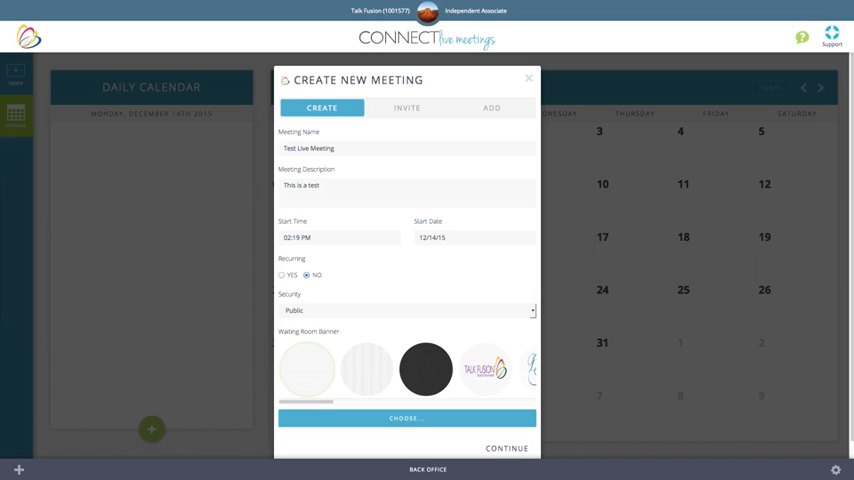 Talk Fusion (1001577)
Independent Associate
CONNECT live meetings
?
Support
DAILY CALENDAR
MONDAY, DECEMBER 14TH 2015
CREATE NEW MEETING
×
CREATE
INVITE
ADD
Meeting Name
Test Live Meeting
Meeting Description
This is a test
Start Time
Start Date
02:19 PM
12/14/15
Recurring
YES
NO
Security
Public
Waiting Room Banner
TALK FUSION
CHOOSE...
CONTINUE
TODAY
THURSDAY
FRIDAY
SATURDAY
3 4 5
10 11 12
17 18 19
24 25 26
31 1 2
7 8 9
BACK OFFICE